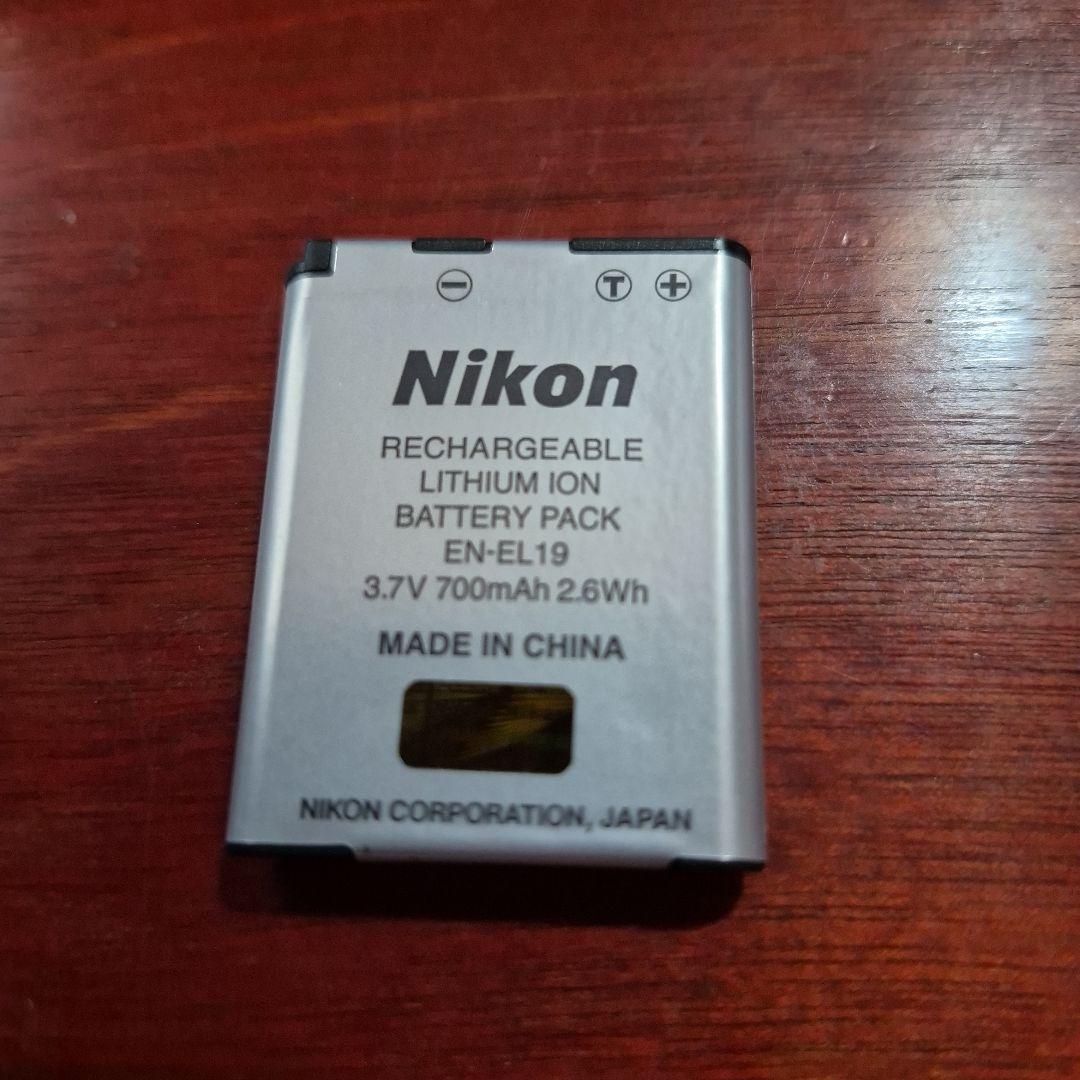 − T +
Nikon
RECHARGEABLE
LITHIUM ION
BATTERY PACK
EN-EL19
3.7V 700mAh 2.6Wh
MADE IN CHINA
NIKON CORPORATION, JAPAN